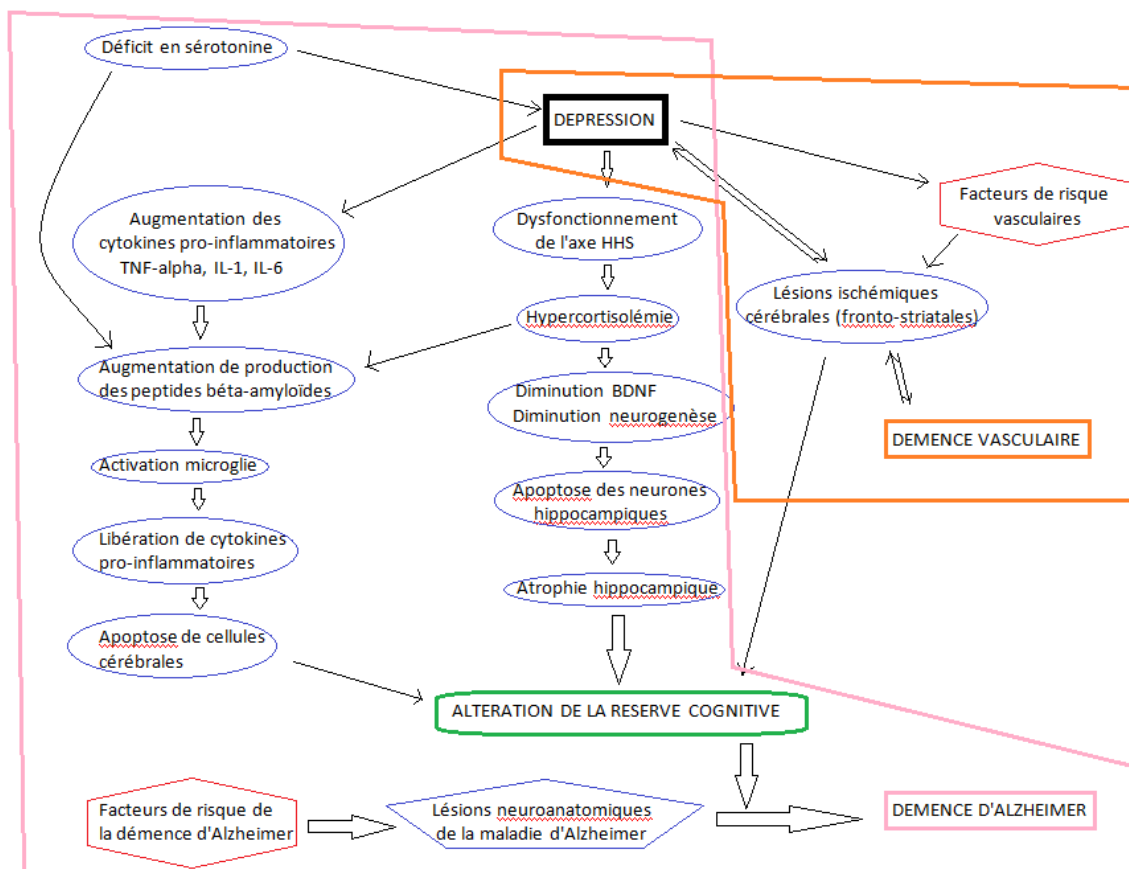 Déficit en sérotonine
DEPRESSION
Facteurs de risque
vasculaires
Augmentation des
cytokines pro-inflammatoires
TNF-alpha, IL-1, IL-6
Dysfonctionnement
de l'axe HHS
Lésions ischémiques
cérébrales (fronto-striatales)
Hypercortisolémie
Augmentation de production
des peptides béta-amyloïdes
Diminution BDNF
Diminution neurogenèse
DEMENCE VASCULAIRE
Activation microglie
Apoptose des neurones
hippocampiques
Libération de cytokines
pro-inflammatoires
Atrophie hippocampique
Apoptose de cellules
cérébrales
ALTERATION DE LA RESERVE COGNITIVE
Facteurs de risque de
la démence d'Alzheimer
Lésions neuroanatomiques
de la maladie d'Alzheimer
DEMENCE D'ALZHEIMER